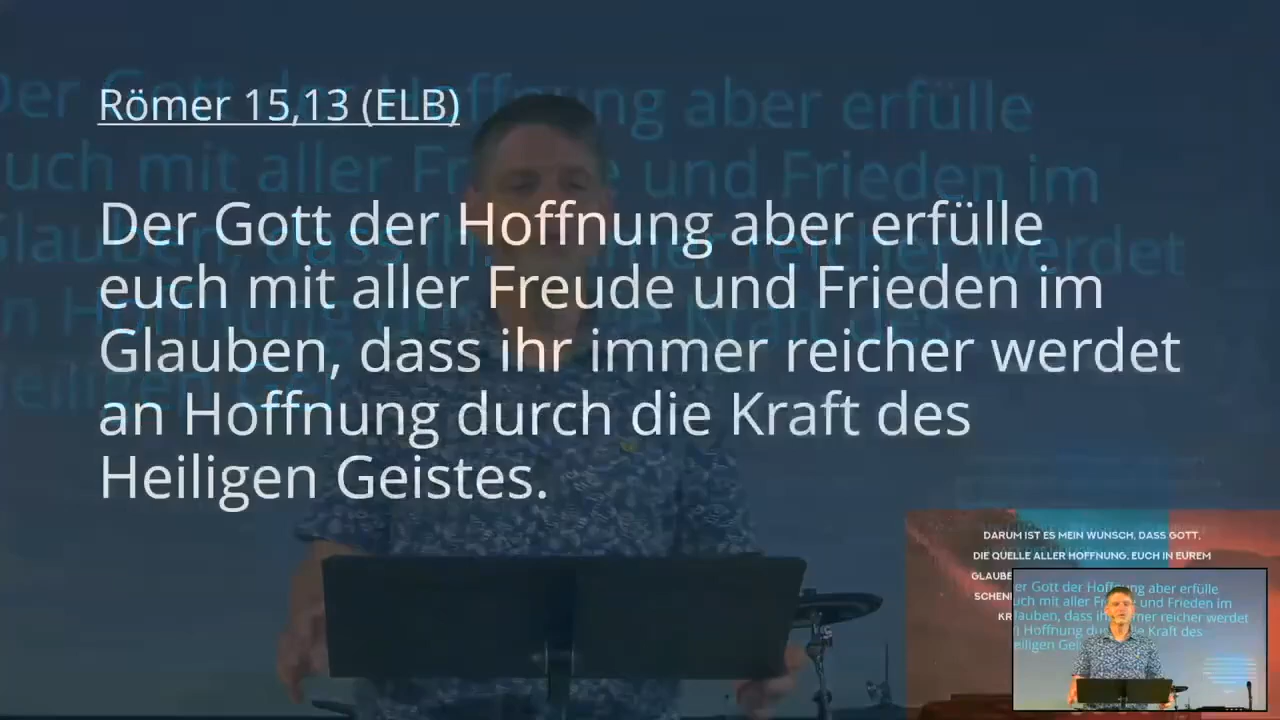 Römer 15,13 (ELB)
Der Gott der Hoffnung aber erfülle
euch mit aller Freude und Frieden im
Glauben, dass ihr immer reicher werdet
an Hoffnung durch die Kraft des
Heiligen Geistes.
DARUM IST ES MEIN WUNSCH, DASS GOTT,
DIE QUELLE ALLER HOFFNUNG, EUCH IN EUREM